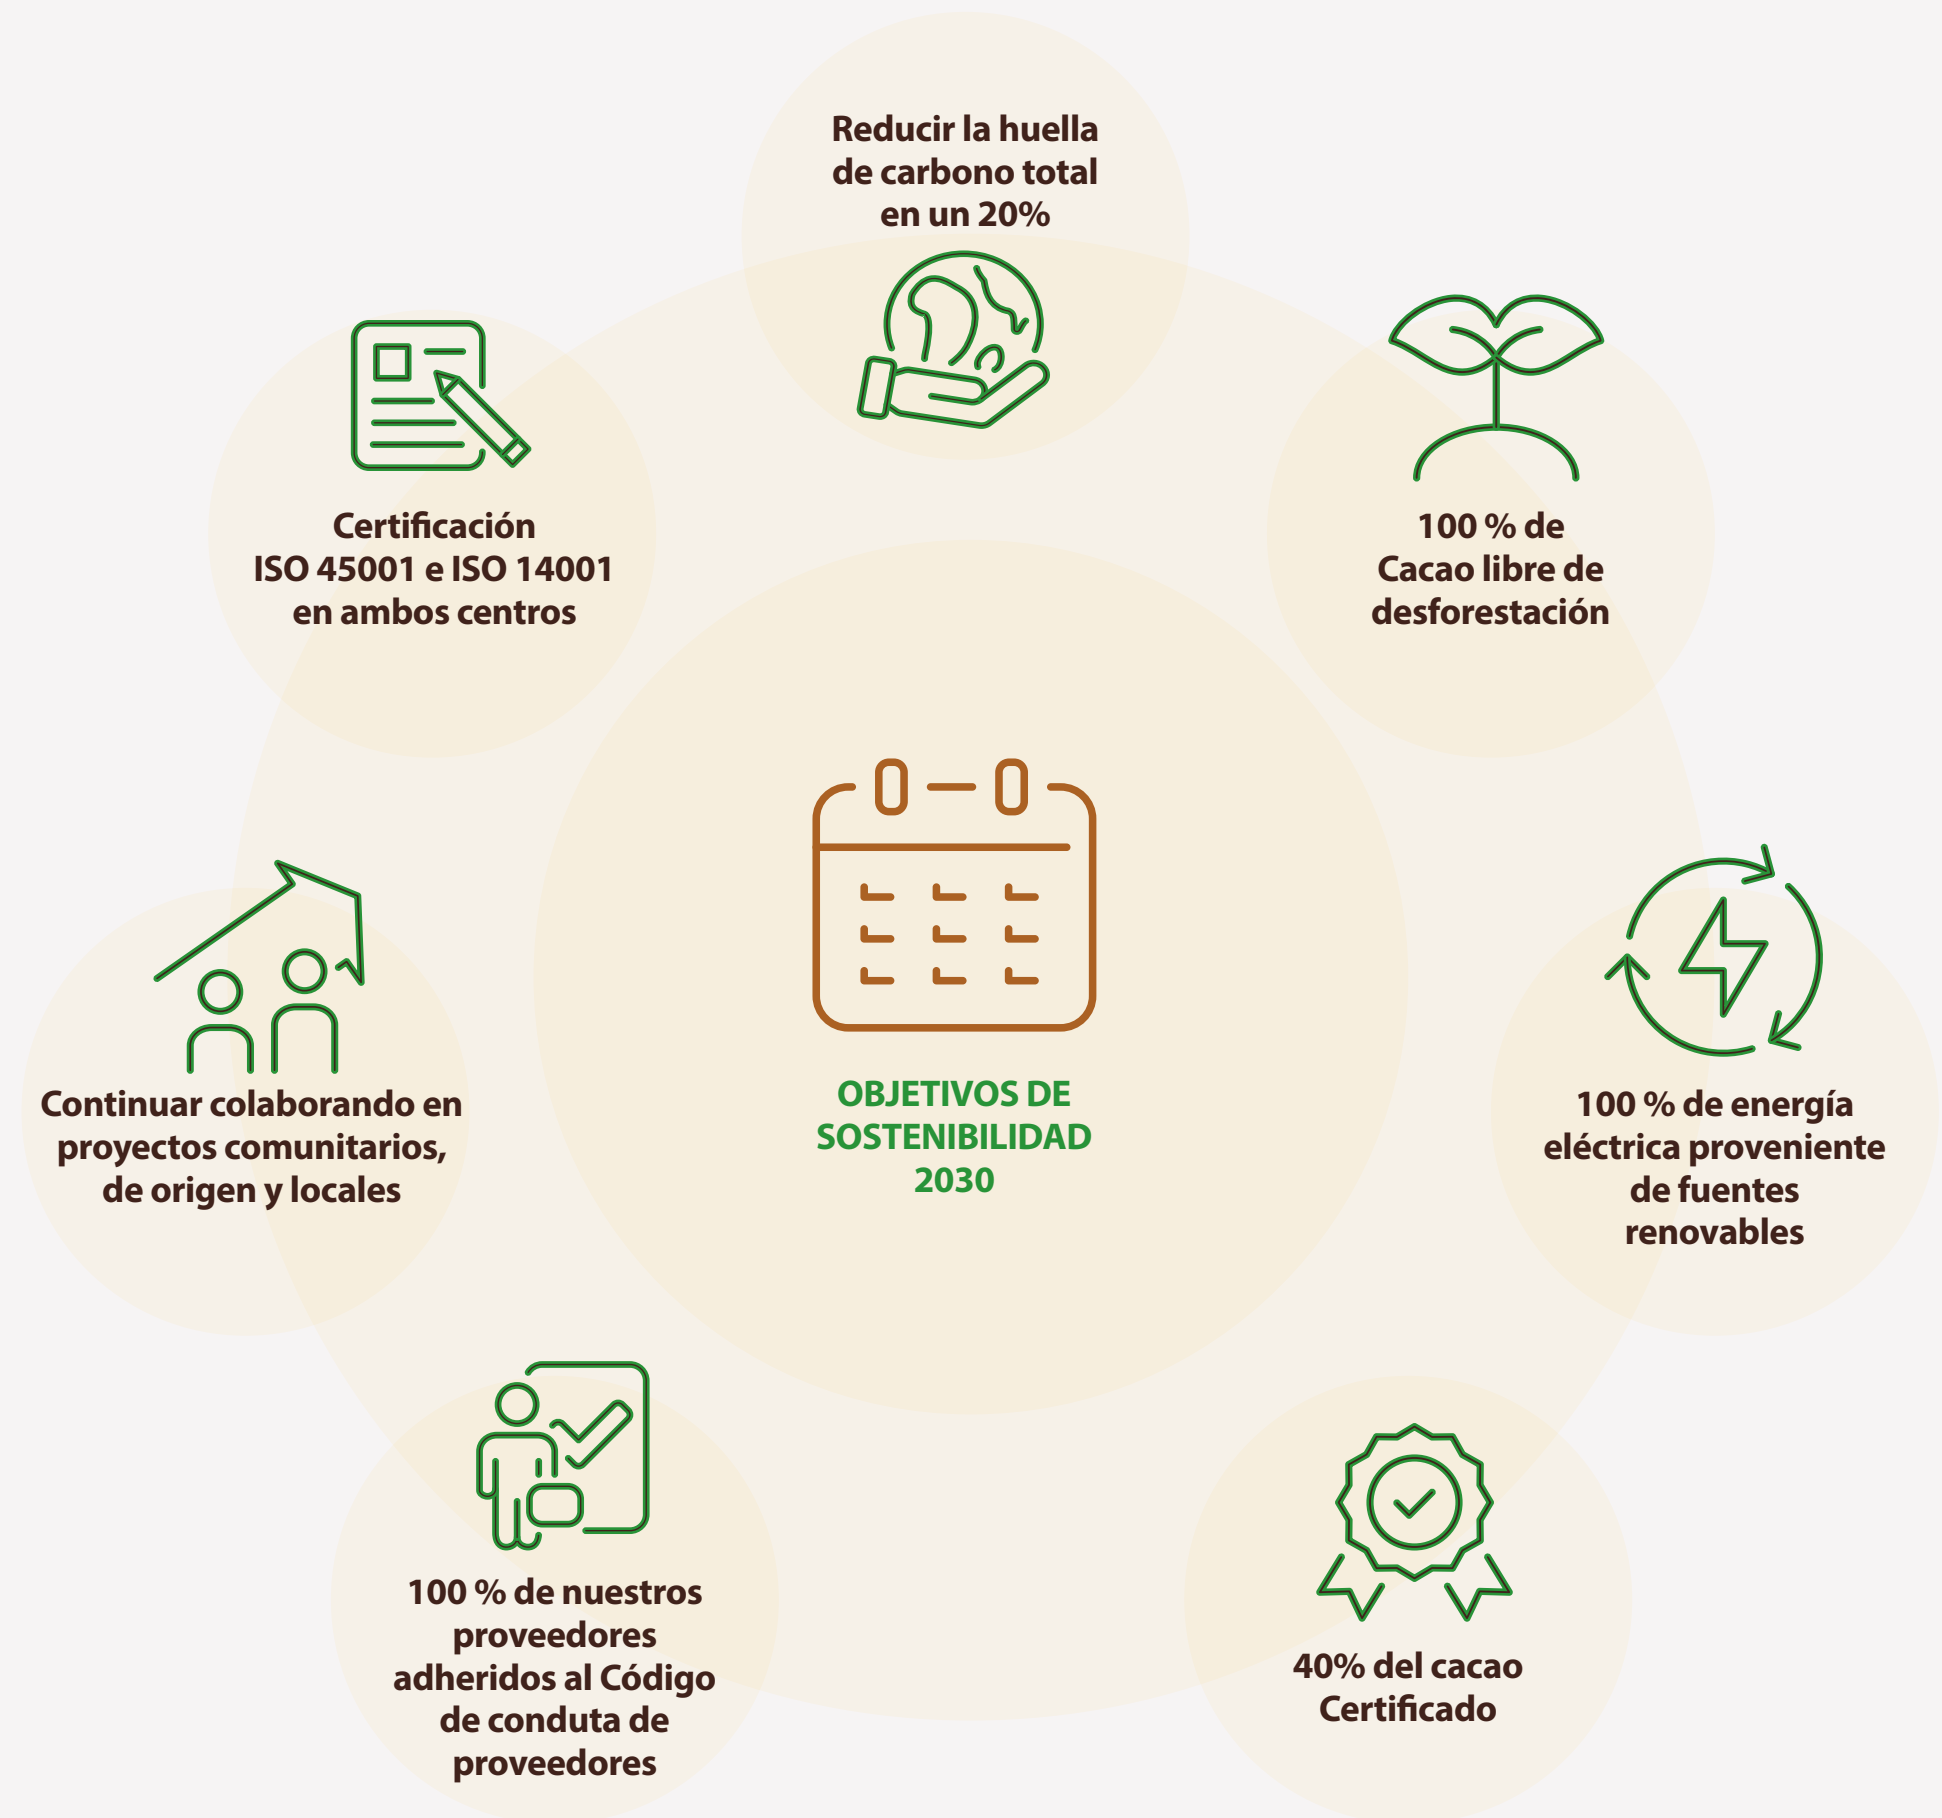 Reducir la huella
de carbono total
en un 20%
Certificación
ISO 45001 e ISO 14001
en ambos centros
100 % de
Cacao libre de
desforestación
OBJETIVOS DE
SOSTENIBILIDAD
2030
Continuar colaborando en
proyectos comunitarios,
de origen y locales
100 % de energía
eléctrica proveniente
de fuentes
renovables
100 % de nuestros
proveedores
adheridos al Código
de conduta de
proveedores
40% del cacao
Certificado